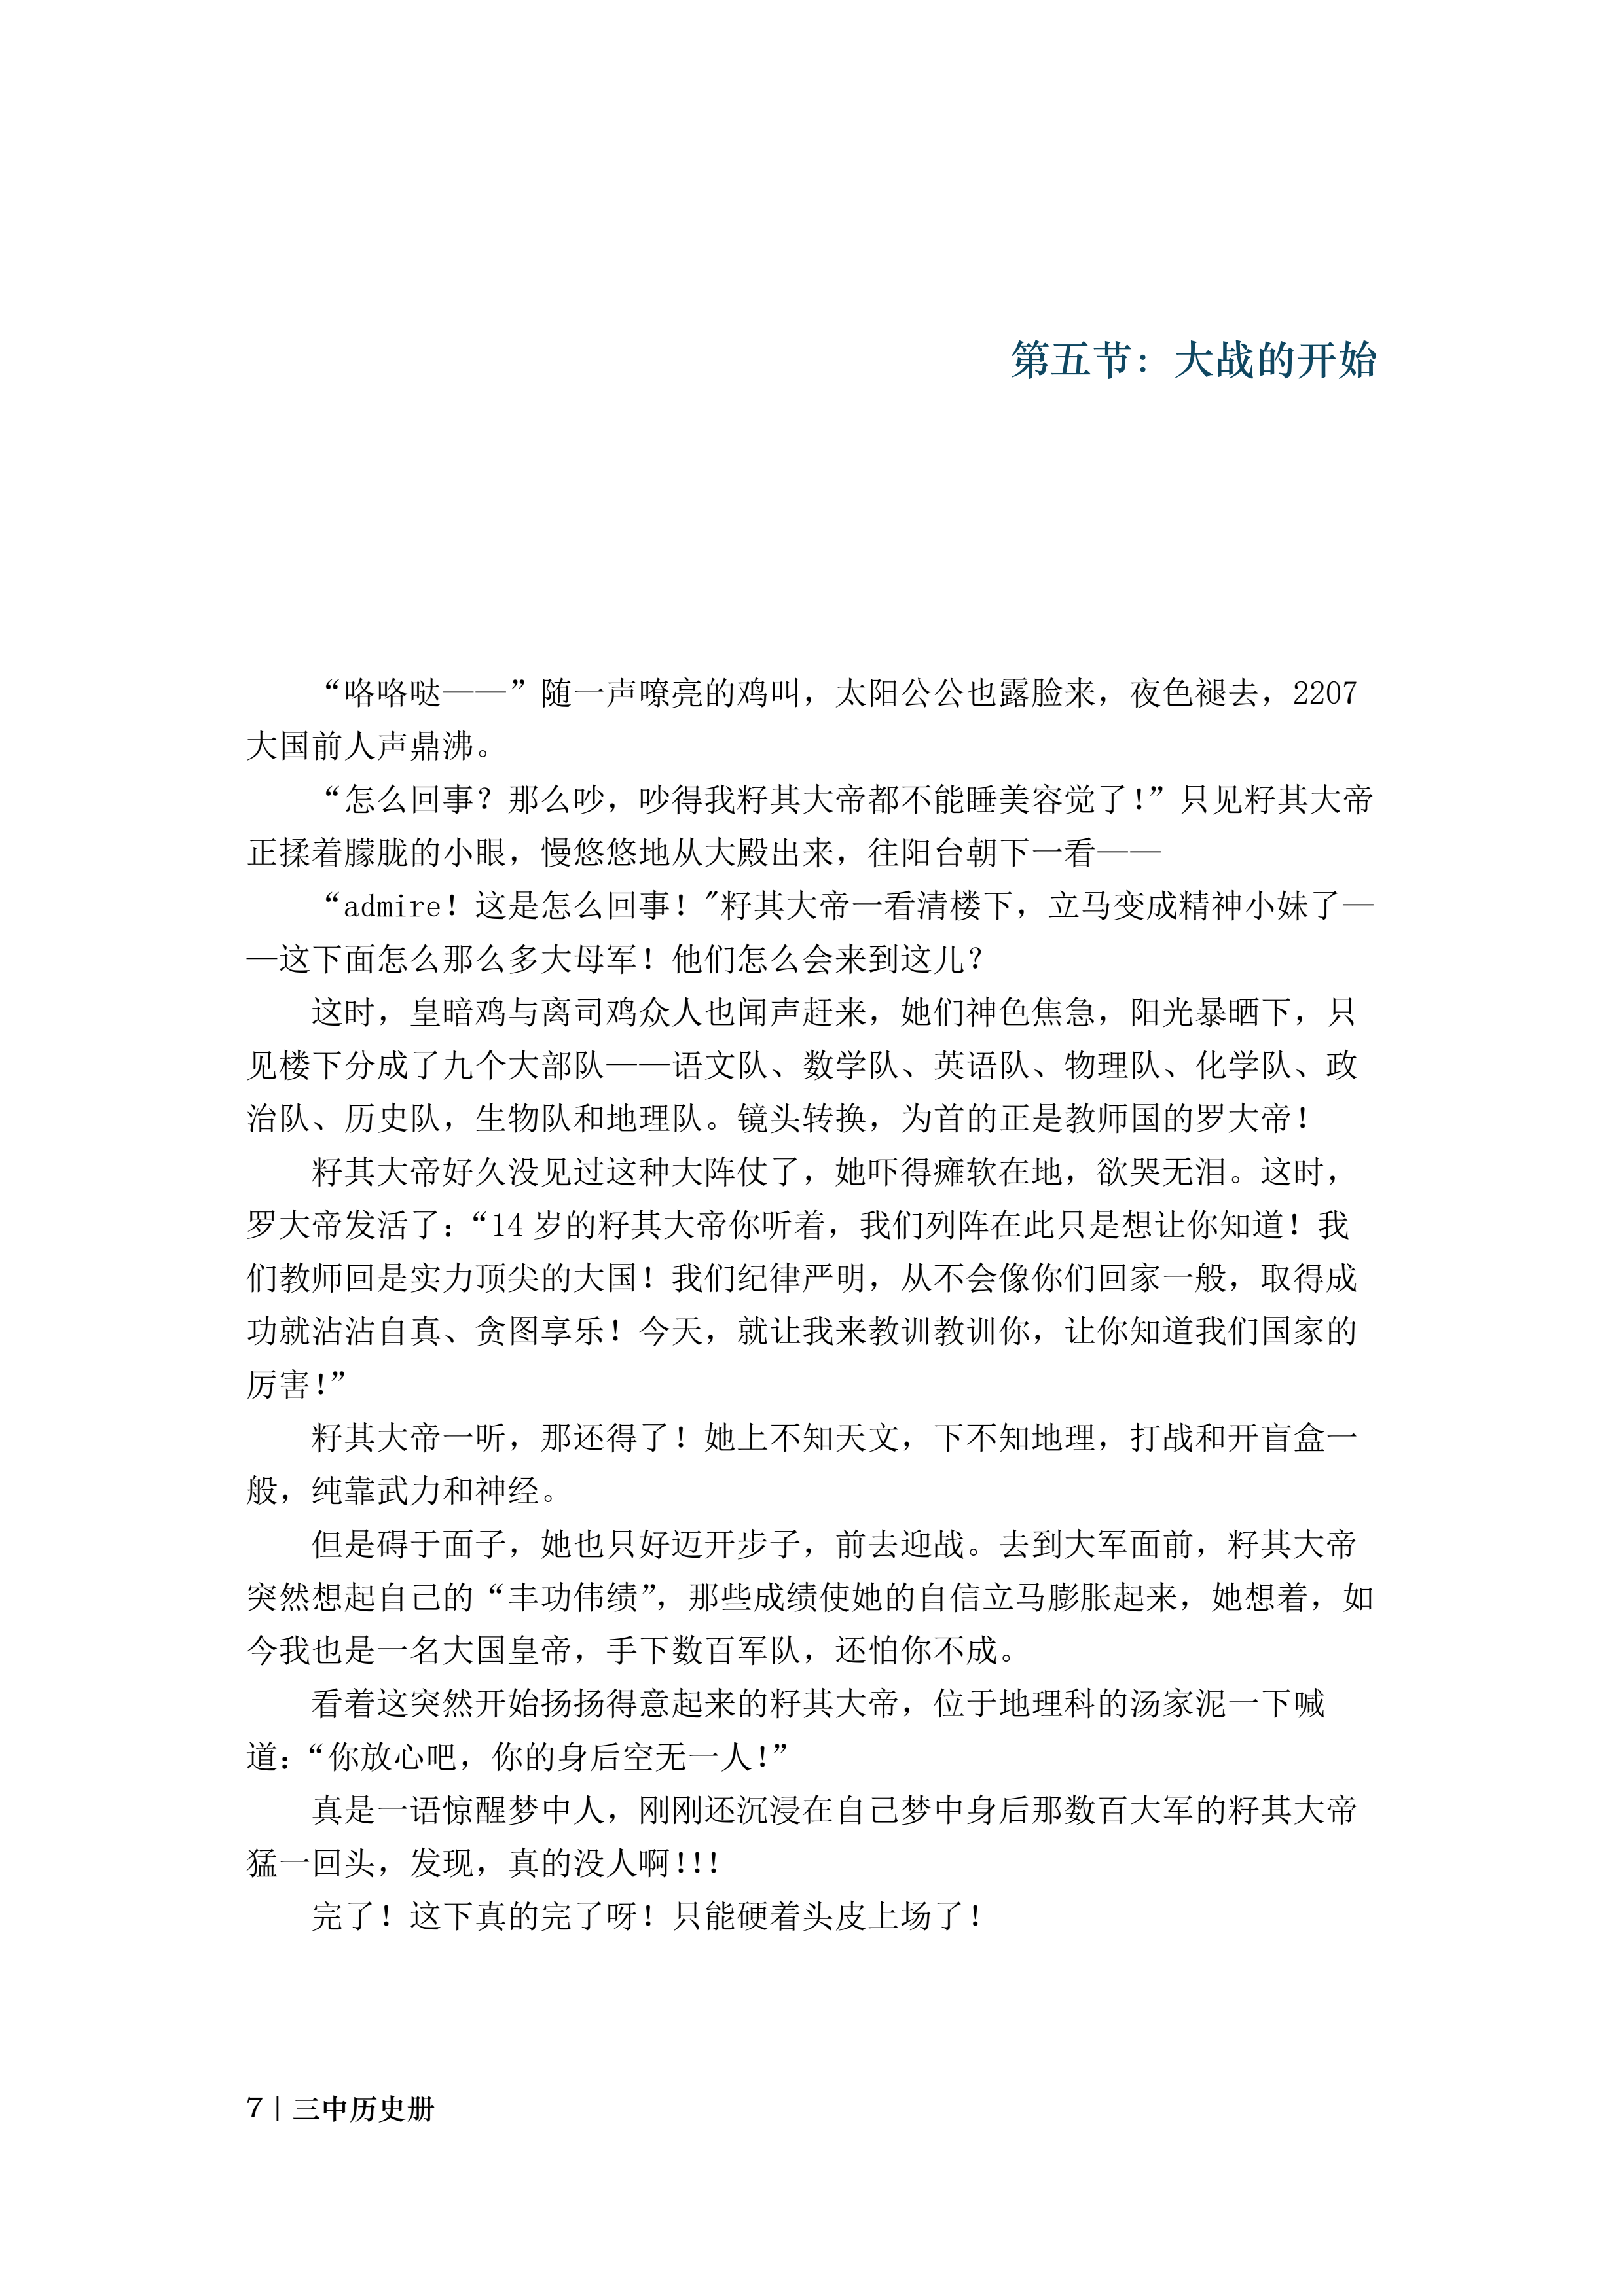 第五节：大战的开始
“咯咯哒——”随一声嘹亮的鸡叫，太阳公公也露脸来，夜色褪去，2207
大国前人声鼎沸。
“怎么回事？那么吵，吵得我籽其大帝都不能睡美容觉了！”只见籽其大帝
正揉着朦胧的小眼，慢悠悠地从大殿出来，往阳台朝下一看——
“admire！这是怎么回事！"籽其大帝一看清楼下，立马变成精神小妹了—
—这下面怎么那么多大母军！他们怎么会来到这儿？
这时，皇暗鸡与离司鸡众人也闻声赶来，她们神色焦急，阳光暴晒下，只
见楼下分成了九个大部队——语文队、数学队、英语队、物理队、化学队、政
治队、历史队，生物队和地理队。镜头转换，为首的正是教师国的罗大帝！
籽其大帝好久没见过这种大阵仗了，她吓得瘫软在地，欲哭无泪。这时，
罗大帝发活了：“14 岁的籽其大帝你听着，我们列阵在此只是想让你知道！我
们教师回是实力顶尖的大国！我们纪律严明，从不会像你们回家一般，取得成
功就沾沾自真、贪图享乐！今天，就让我来教训教训你，让你知道我们国家的
厉害！”
籽其大帝一听，那还得了！她上不知天文，下不知地理，打战和开盲盒一
般，纯靠武力和神经。
但是碍于面子，她也只好迈开步子，前去迎战。去到大军面前，籽其大帝
突然想起自己的“丰功伟绩”，那些成绩使她的自信立马膨胀起来，她想着，如
今我也是一名大国皇帝，手下数百军队，还怕你不成。
看着这突然开始扬扬得意起来的籽其大帝，位于地理科的汤家泥一下喊
道：“你放心吧，你的身后空无一人！”
真是一语惊醒梦中人，刚刚还沉浸在自己梦中身后那数百大军的籽其大帝
猛一回头，发现，真的没人啊！！！
完了！这下真的完了呀！只能硬着头皮上场了！
7 | 三中历史册